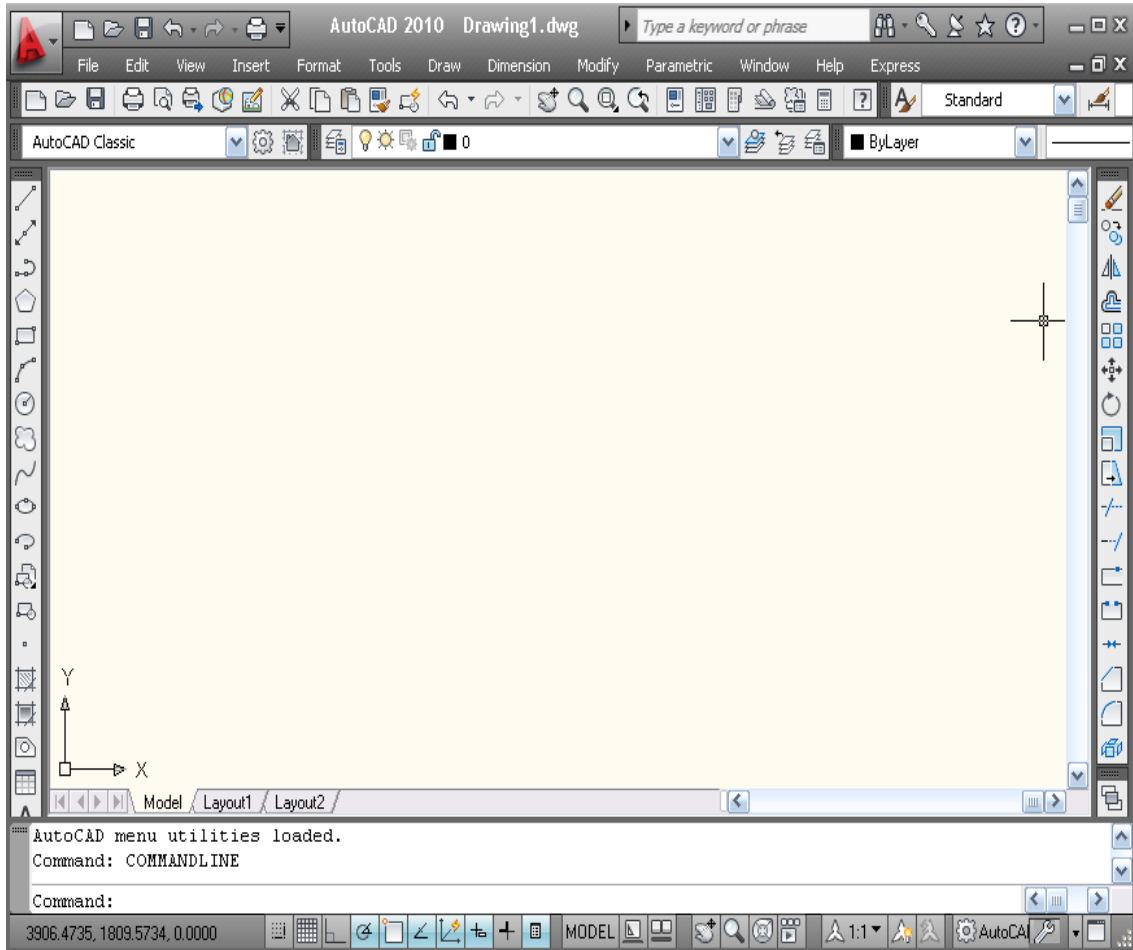 AutoCAD 2010 Drawing1.dwg Type a keyword or phrase
File Edit View Insert Format Tools Draw Dimension Modify Parametric Window Help Express
Standard
AutoCAD Classic 0 ByLayer
Y
X
Model Layout1 Layout2
AutoCAD menu utilities loaded.
Command: COMMANDLINE
Command:
3906.4735, 1809.5734, 0.0000 MODEL 1:1 AutoCA